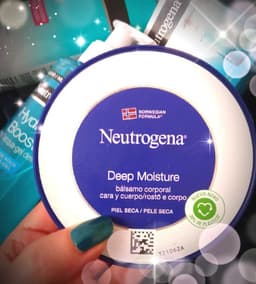 Neutrogena
Hydro
Boost
NORWEGIAN
FORMULA®
Neutrogena®
Deep Moisture
bálsamo corporal
cara y cuerpo/rosto e corpo
PIEL SECA / PELE SECA